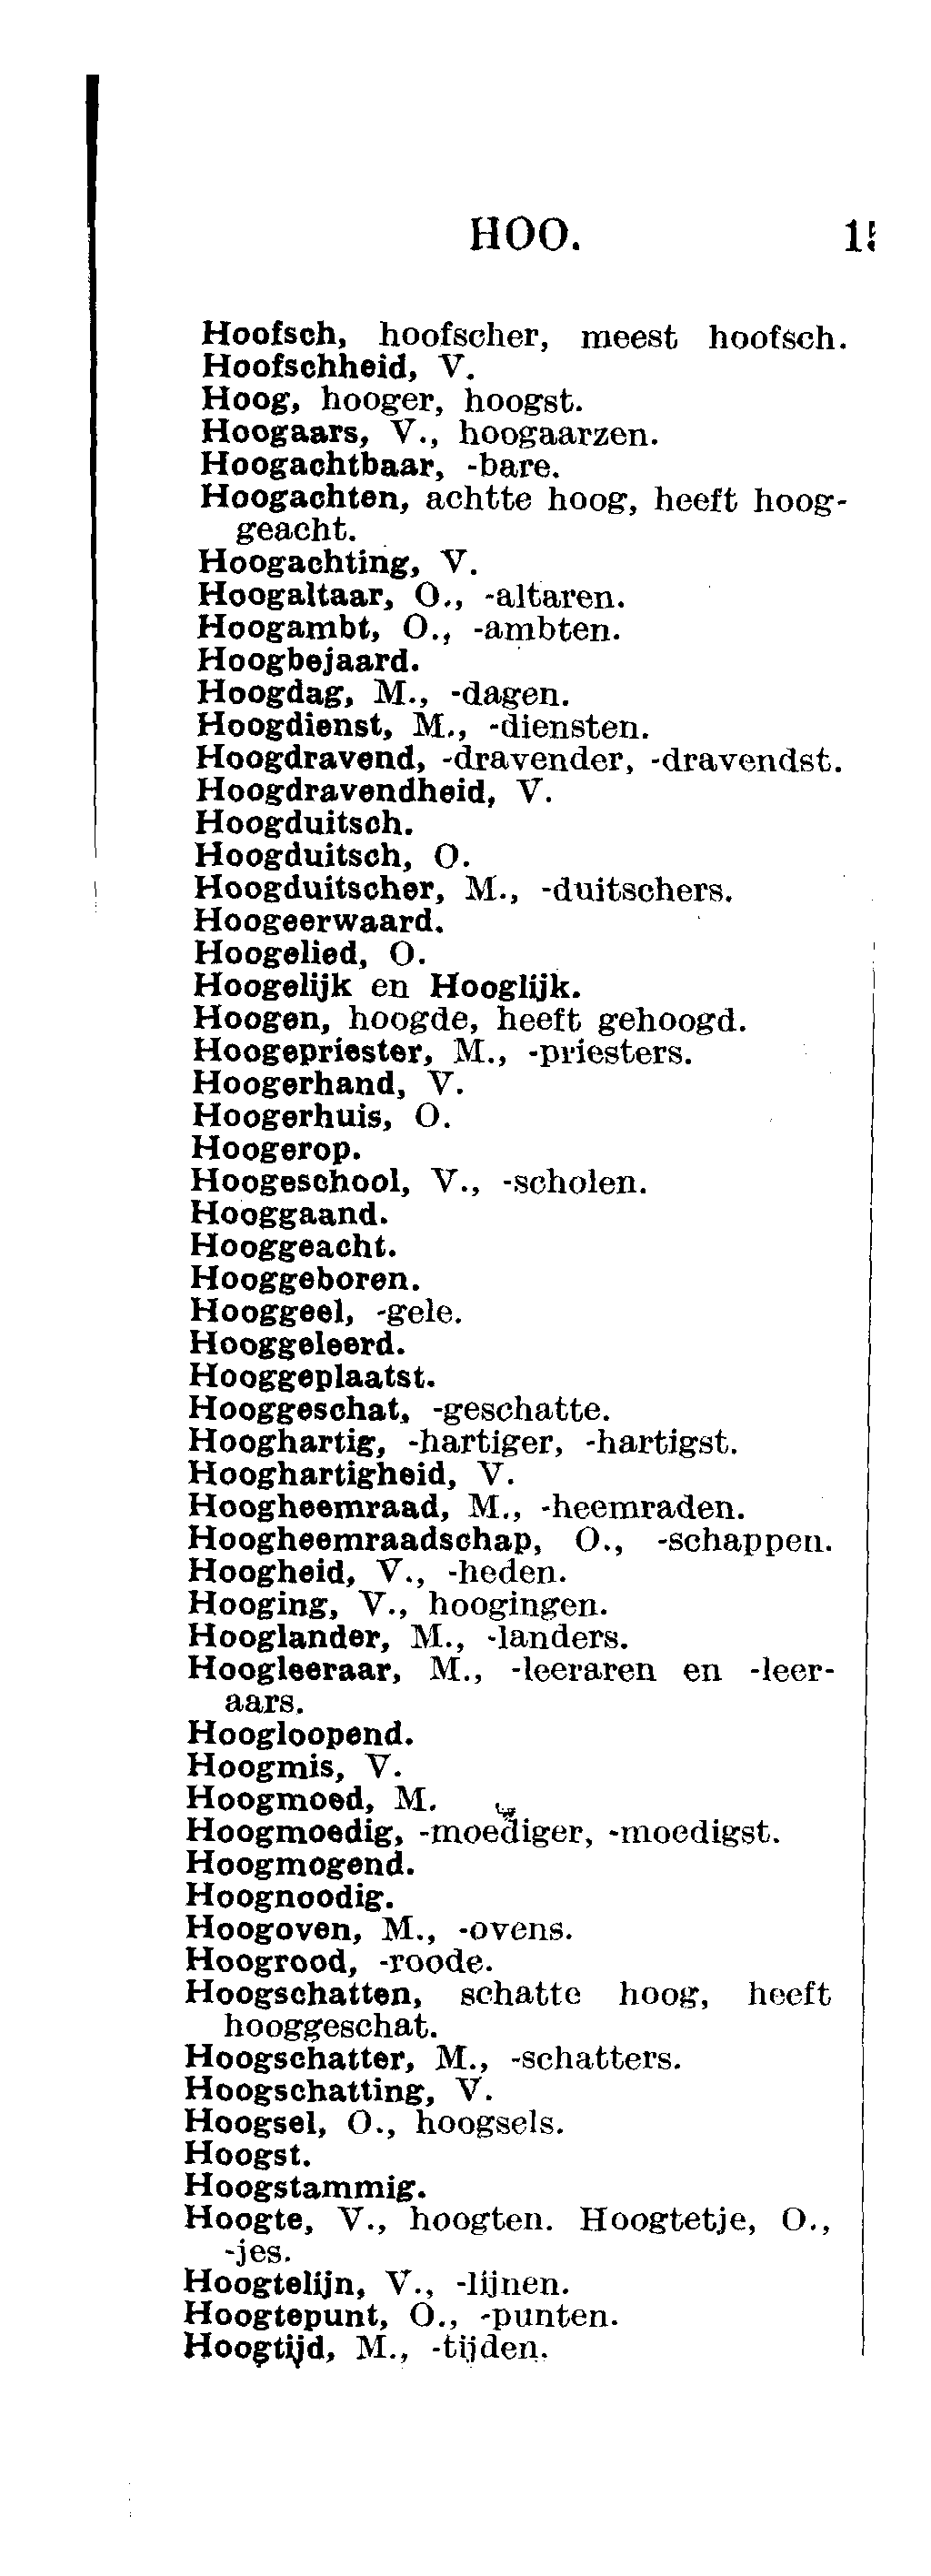 HOO.
Hoofsch, hoofscher, meest hoofsch.
Hoofschheid, V.
Hoog, hooger, hoogst.
Hoogaars, V., hoogaarzen.
Hoogachtbaar, -bare.
Hoogachten, achtte hoog, heeft hoog-
geacht.
Hoogachting, V.
Hoogaltaar, O., -altaren.
Hoogambt, O., -ambten.
Hoogbejaard.
Hoogdag, M., -dagen.
Hoogdienst, M., -diensten.
Hoogdravend, -dravender, -dravendst.
Hoogdravendheid, V.
Hoogduitsch.
Hoogduitsch, O.
Hoogduitscher, M., -duitschers.
Hoogeerwaard.
Hoogelied, O.
Hoogelijk en Hooglijk.
Hoogen, hoogde, heeft gehoogd.
Hoogepriester, M., -priesters.
Hoogerhand, V.
Hoogerhuis, O.
Hoogerop.
Hoogeschool, V., -scholen.
Hooggaand.
Hooggeacht.
Hooggeboren.
Hooggeel, -gele.
Hooggeleerd.
Hooggeplaatst.
Hooggeschat, -geschatte.
Hooghartig, -hartiger, -hartigst.
Hooghartigheid, V.
Hoogheemraad, M., -heemraden.
Hoogheemraadschap, O., -schappen.
Hoogheid, V., -heden.
Hooging, V., hoogingen.
Hooglander, M., -landers.
Hoogleeraar, M., -leeraren en -leer-
aars.
Hoogloopend.
Hoogmis, V.
Hoogmoed, M.
Hoogmoedig, -moediger, -moedigst.
Hoogmogend.
Hoognoodig.
Hoogoven, M., -ovens.
Hoogrood, -roode.
Hoogschatten, schatte hoog, heeft
hooggeschat.
Hoogschatter, M., -schatters.
Hoogschatting, V.
Hoogsel, O., hoogsels.
Hoogst.
Hoogstammig.
Hoogte, V., hoogten. Hoogtetje, O.,
-jes.
Hoogtelijn, V., -lijnen.
Hoogtepunt, O., -punten.
Hoogtijd, M., -tijden.